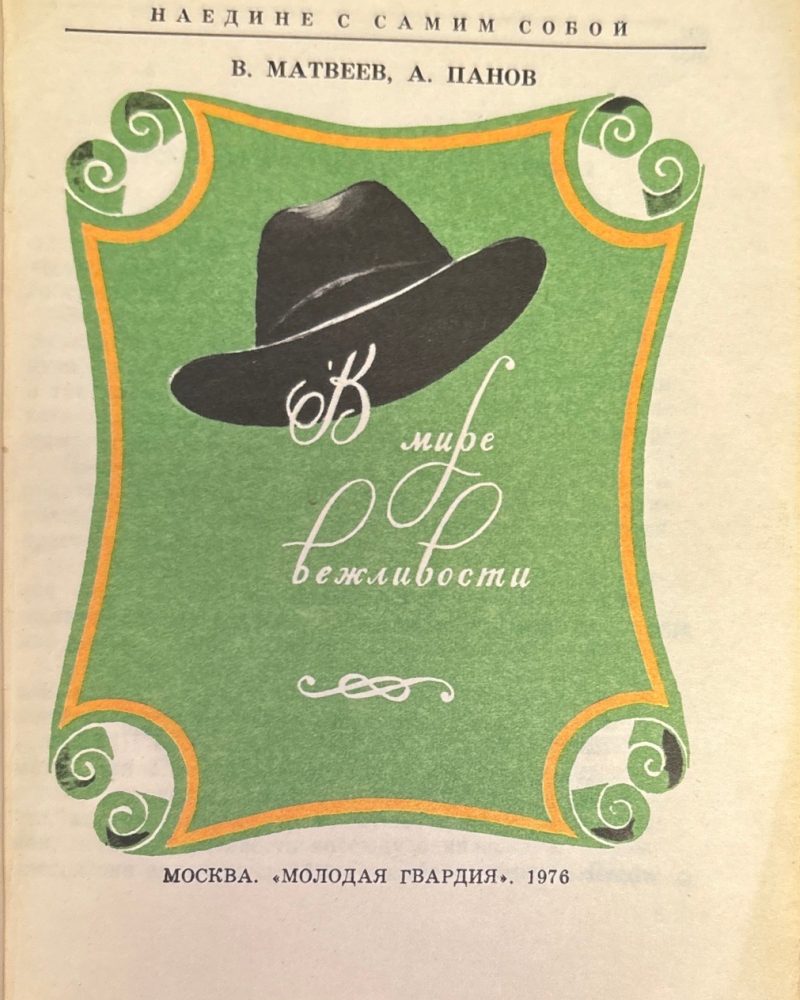 НАЕДИНЕ С САМИМ СОБОЙ
В. МАТВЕЕВ, А. ПАНОВ
В мире
вежливости
МОСКВА. «МОЛОДАЯ ГВАРДИЯ». 1976